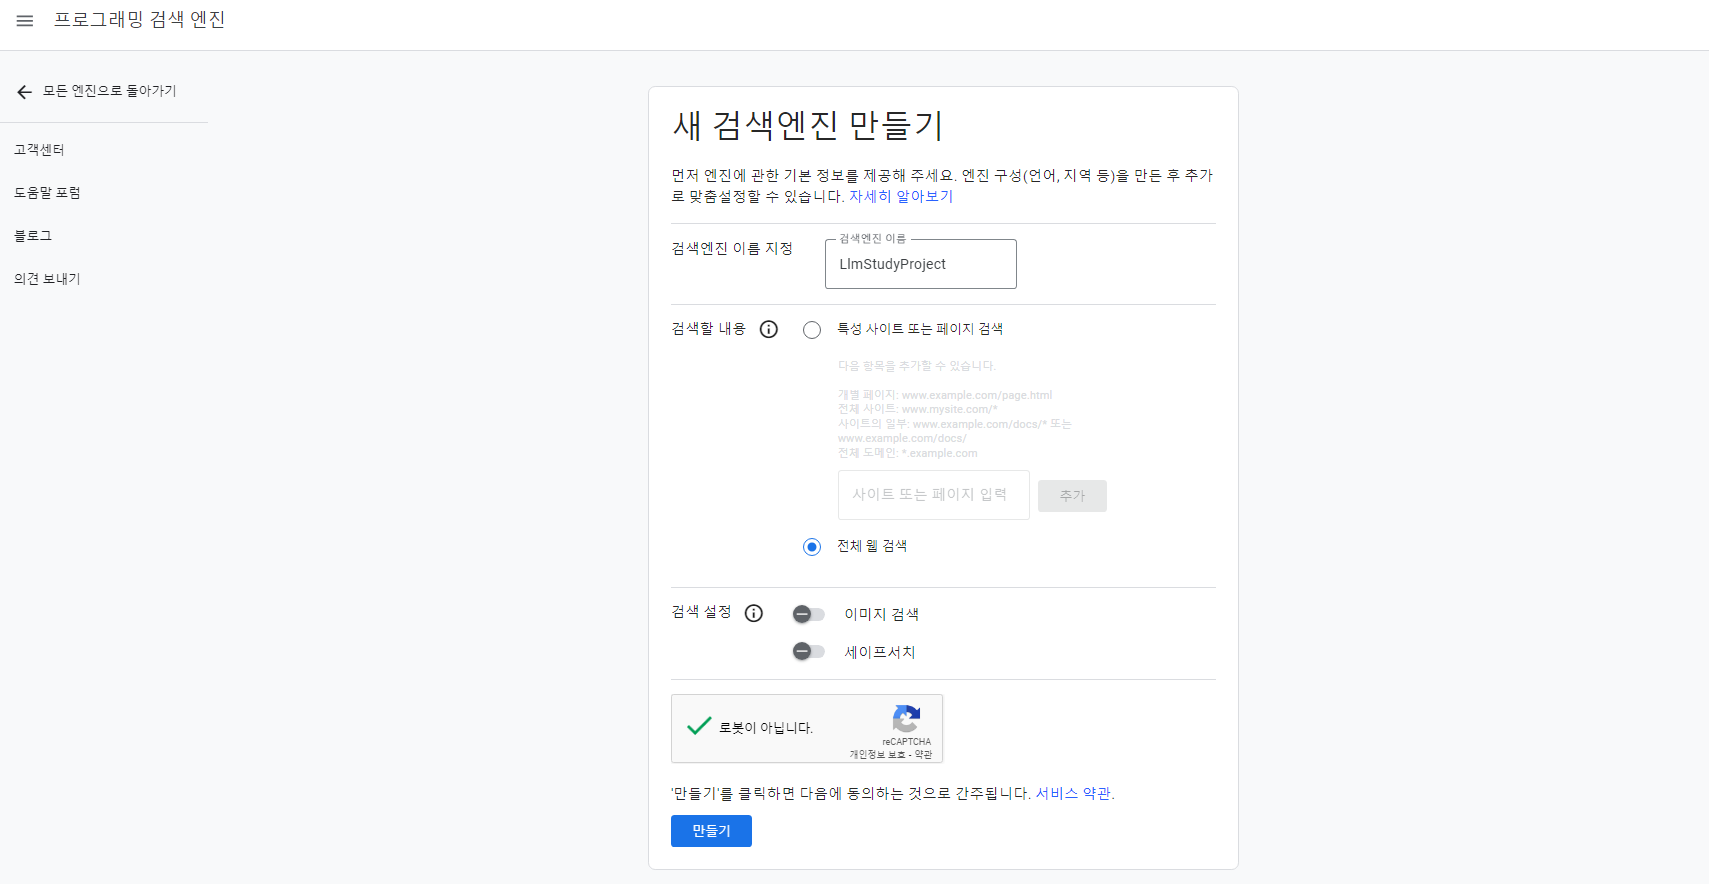 프로그래밍 검색 엔진
모든 엔진으로 돌아가기
고객센터
도움말 포럼
블로그
의견 보내기
새 검색엔진 만들기
먼저 엔진에 관한 기본 정보를 제공해 주세요. 엔진 구성(언어, 지역 등)을 만든 후 추가
로 맞춤설정할 수 있습니다. 자세히 알아보기
검색엔진 이름 지정
검색엔진 이름
LlmStudyProject
검색할 내용
특성 사이트 또는 페이지 검색
다음 항목을 추가할 수 있습니다.
개별 페이지: www.example.com/page.html
전체 사이트: www.mysite.com/*
사이트의 일부: www.example.com/docs/* 또는
www.example.com/docs/
전체 도메인: *.example.com
사이트 또는 페이지 입력
추가
전체 웹 검색
검색 설정
이미지 검색
세이프서치
로봇이 아닙니다.
reCAPTCHA
개인정보 보호 - 약관
'만들기'를 클릭하면 다음에 동의하는 것으로 간주됩니다. 서비스 약관.
만들기